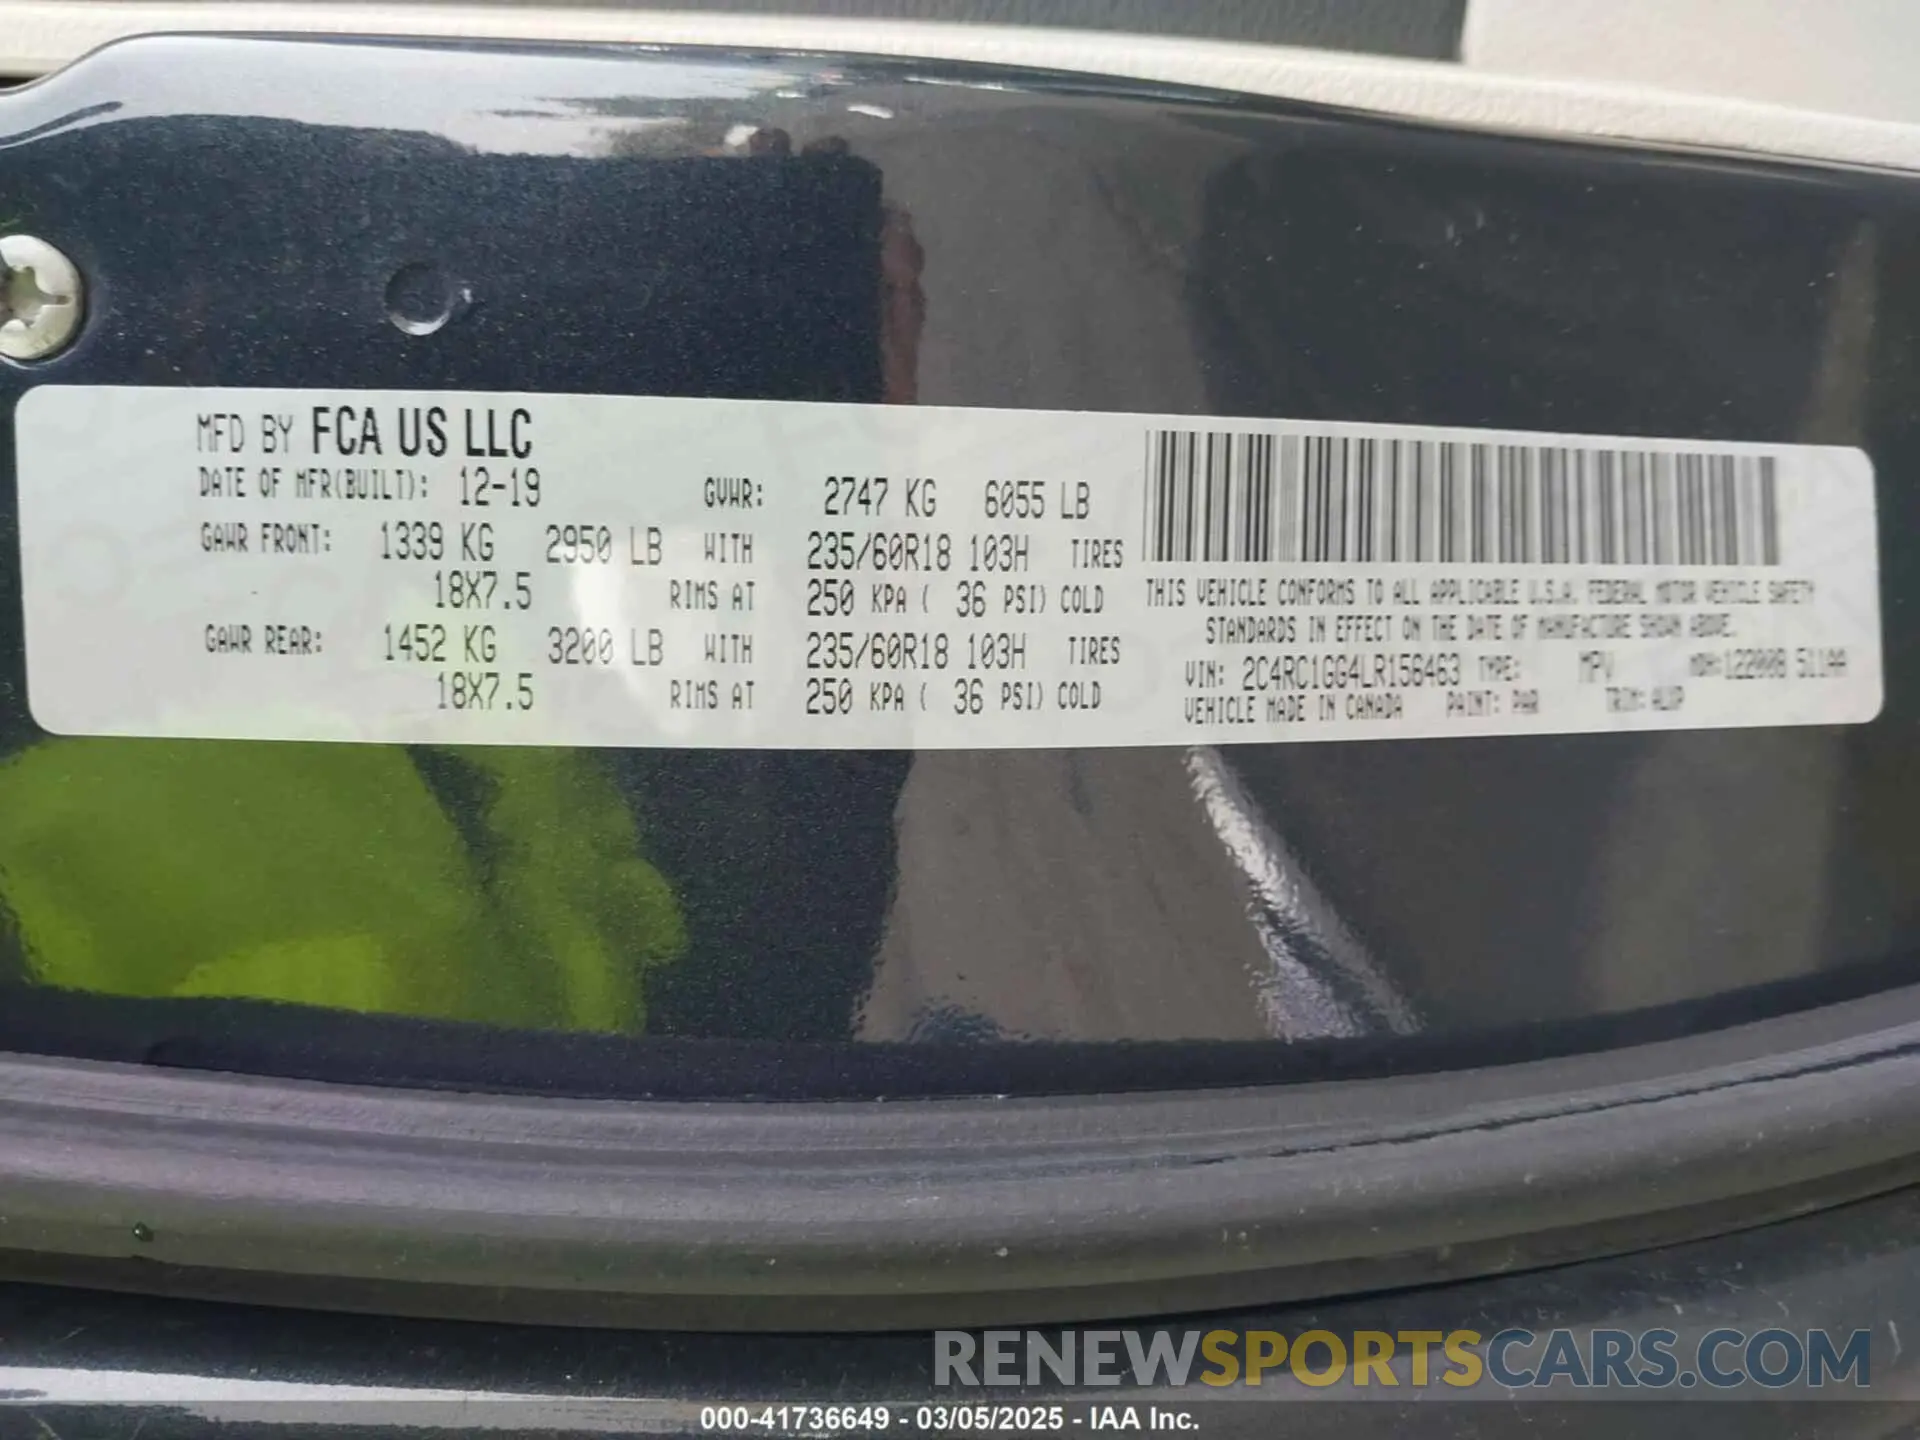 MFD BY FCA US LLC
DATE OF MFR(BUILT): 12-19 GVWR: 2747 KG 6055 LB
GAWR FRONT: 1339 KG 2950 LB WITH 235/60R18 103H TIRES
18X7.5 RIMS AT 250 KPA ( 36 PSI) COLD
GAWR REAR: 1452 KG 3200 LB WITH 235/60R18 103H TIRES
18X7.5 RIMS AT 250 KPA ( 36 PSI) COLD
THIS VEHICLE CONFORMS TO ALL APPLICABLE U.S.A. FEDERAL MOTOR VEHICLE SAFETY
STANDARDS IN EFFECT ON THE DATE OF MANUFACTURE SHOWN ABOVE.
VIN: 2C4RC1GG4LR156463 TYPE: MPV MDH:122008 511AA
VEHICLE MADE IN CANADA PAINT: PAR TRIM:
RENEWSPORTSCARS.COM
000-41736649 - 03/05/2025 - IAA Inc.